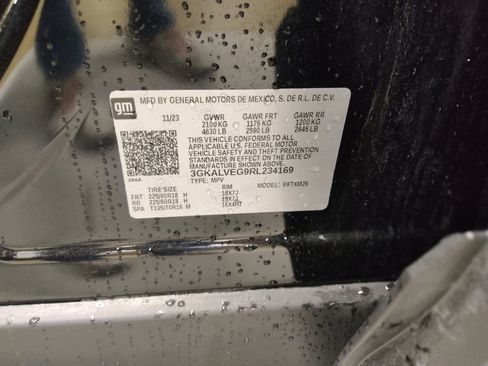 gm
MFD BY GENERAL MOTORS DE MEXICO, S. DE R.L. DE C.V.
11/23 GVWR GAWR FRT GAWR RR
2100 KG 1175 KG 1200 KG
4630 LB 2590 LB 2645 LB
THIS VEHICLE CONFORMS TO ALL
APPLICABLE U.S. FEDERAL MOTOR
VEHICLE SAFETY AND THEFT PREVENTION
STANDARDS IN EFFECT ON THE DATE OF
MANUFACTURE SHOWN ABOVE.
3GKALVEG9RL234169
TYPE: MPV MODEL:
TIRE SIZE RIM
FRT 225/60R18 H 18X7J
RR 225/60R18 H 18X7J
SPA T135/70R16 M 16X4RT